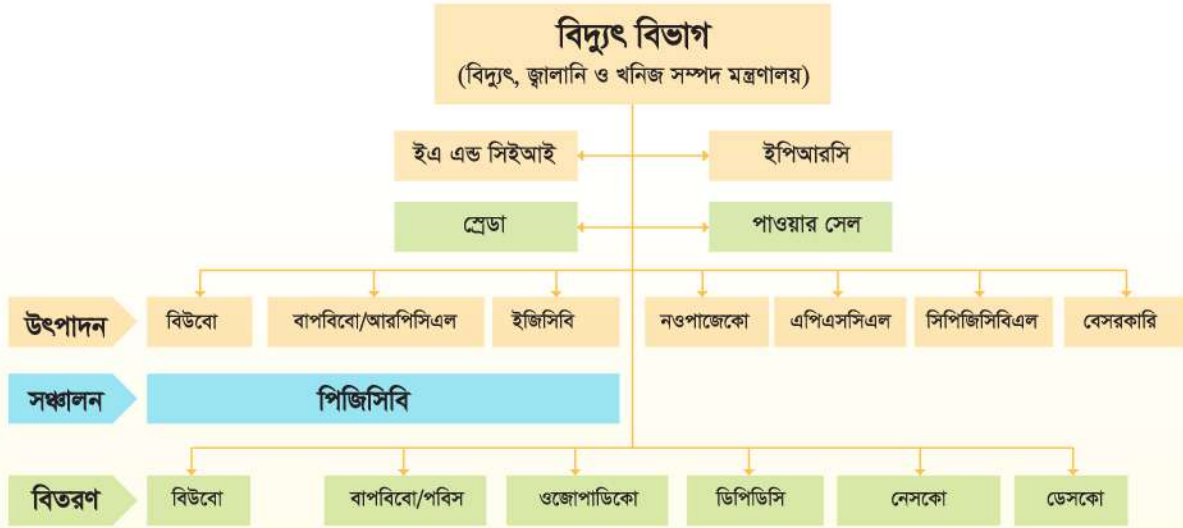 বিদ্যুৎ বিভাগ
(বিদ্যুৎ, জ্বালানি ও খনিজ সম্পদ মন্ত্রণালয়)
ইএ এন্ড সিইআই
ইপিআরসি
স্রেডা
পাওয়ার সেল
উৎপাদন
বিউবো
বাপবিবো/আরপিসিএল
ইজিসিবি
নওপাজেকো
এপিএসসিএল
সিপিজিসিবিএল
বেসরকারি
সঞ্চালন
পিজিসিবি
বিতরণ
বিউবো
বাপবিবো/পবিস
ওজোপাডিকো
ডিপিডিসি
নেসকো
ডেসকো